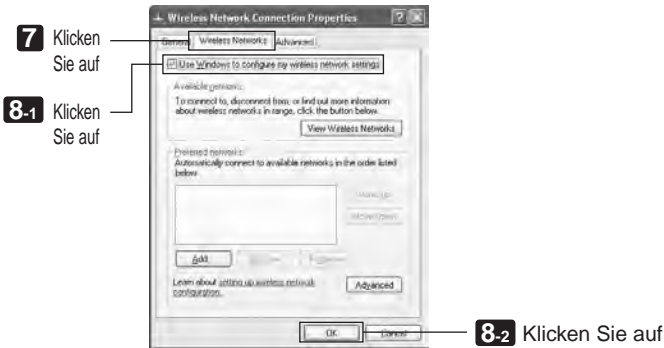 Wireless Network Connection Properties
7 Klicken
Sie auf
General Wireless Networks Advanced
Use Windows to configure my wireless network settings
8-1 Klicken
Sie auf
Available networks:
To connect to, disconnect from, or find out more information
about wireless networks in range, click the button below.
View Wireless Networks
Preferred networks:
Automatically connect to available networks in the order listed
below:
Move up
Move down
Add... Remove Properties
Learn about setting up wireless network
configuration.
Advanced
OK Cancel
8-2 Klicken Sie auf